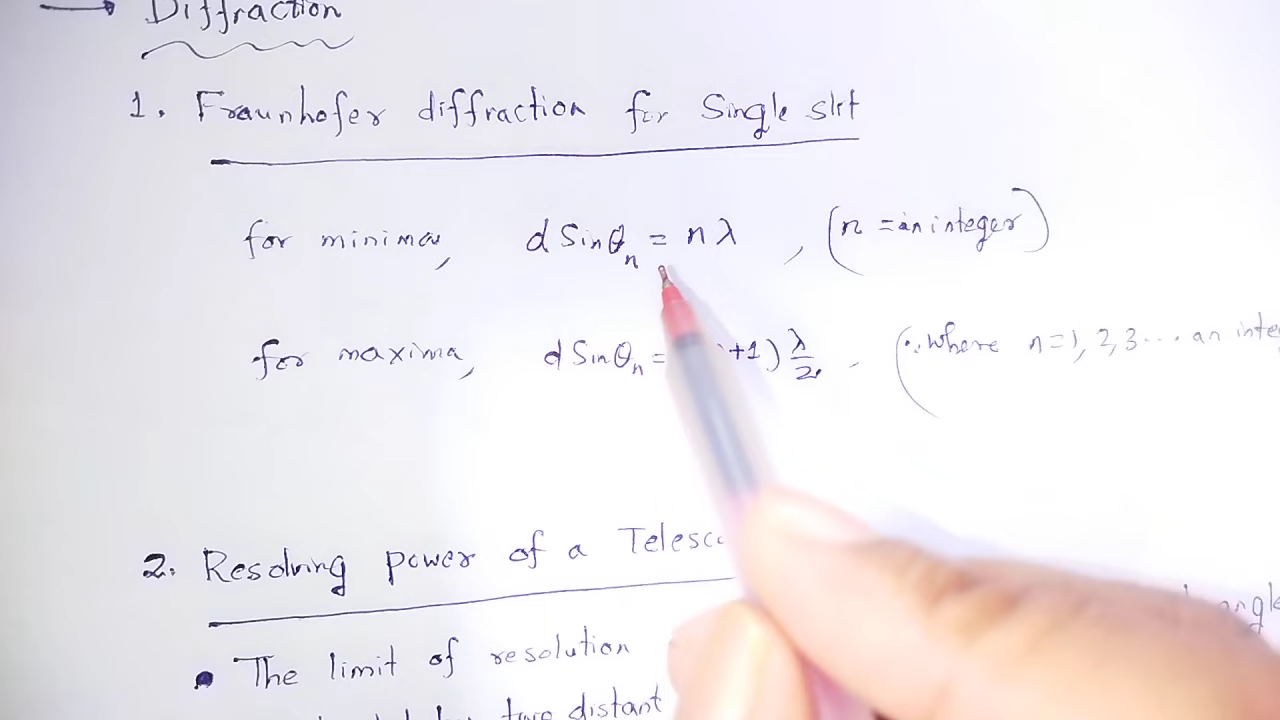 → Diffraction
1. Fraunhofer diffraction for Single slit
for minima, d Sinθₙ = nλ , (n = an integer)
for maxima, d Sinθₙ = +1) λ/2 . (∵ where n=1, 2, 3 ... an
2. Resolving power of a
• The limit of resolution
two distant